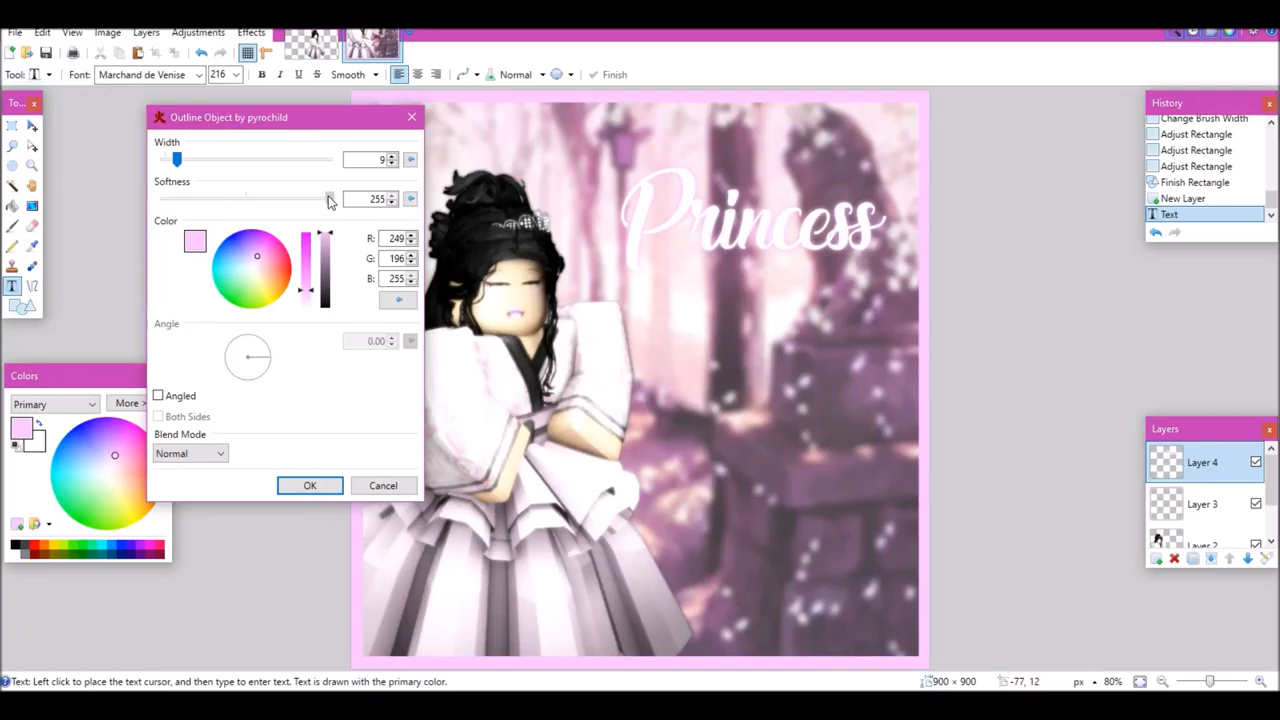 File Edit View Image Layers Adjustments Effects
Tool: T Font: Marchand de Venise 216 B I U S Smooth Normal Finish
To...
Outline Object by pyrochild
Width
9
Softness
255
Color
R: 249
G: 196
B: 255
Angle
0.00
Angled
Both Sides
Blend Mode
Normal
OK Cancel
Colors
Primary More >
Princess
History
Change Brush Width
Adjust Rectangle
Adjust Rectangle
Adjust Rectangle
Finish Rectangle
New Layer
Text
Layers
Layer 4
Layer 3
Layer 2
Text: Left click to place the text cursor, and then type to enter text. Text is drawn with the primary color.
900 × 900 -77, 12 px 80%